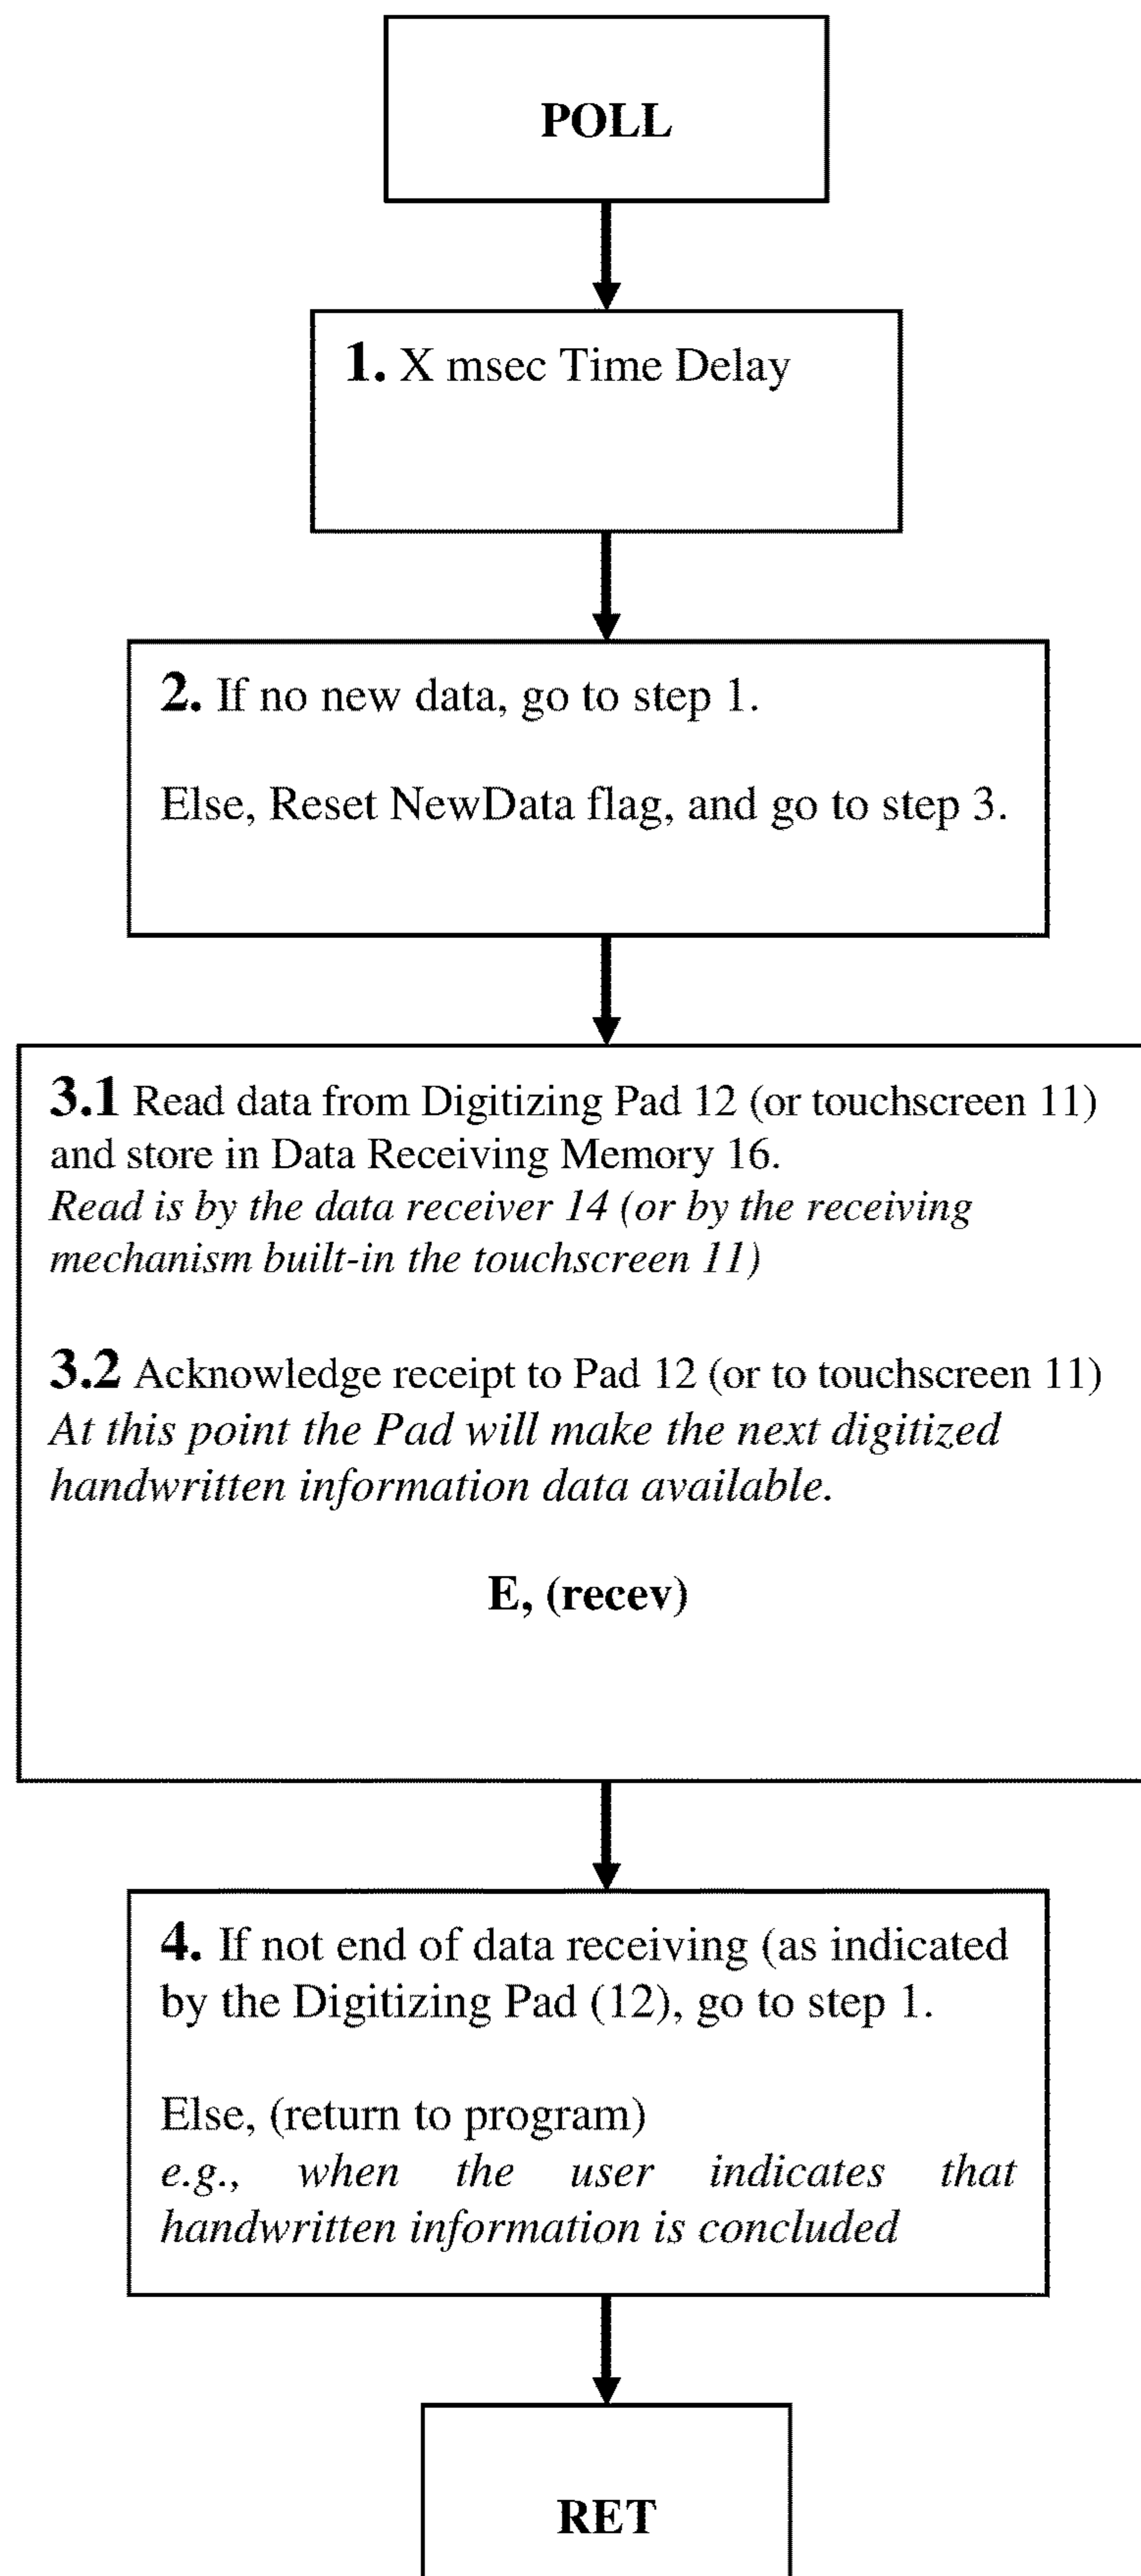 POLL
1. X msec Time Delay
2. If no new data, go to step 1.
Else, Reset NewData flag, and go to step 3.
3.1 Read data from Digitizing Pad 12 (or touchscreen 11)
and store in Data Receiving Memory 16.
Read is by the data receiver 14 (or by the receiving
mechanism built-in the touchscreen 11)
3.2 Acknowledge receipt to Pad 12 (or to touchscreen 11)
At this point the Pad will make the next digitized
handwritten information data available.
E, (recev)
4. If not end of data receiving (as indicated
by the Digitizing Pad (12), go to step 1.
Else, (return to program)
e.g., when the user indicates that
handwritten information is concluded
RET